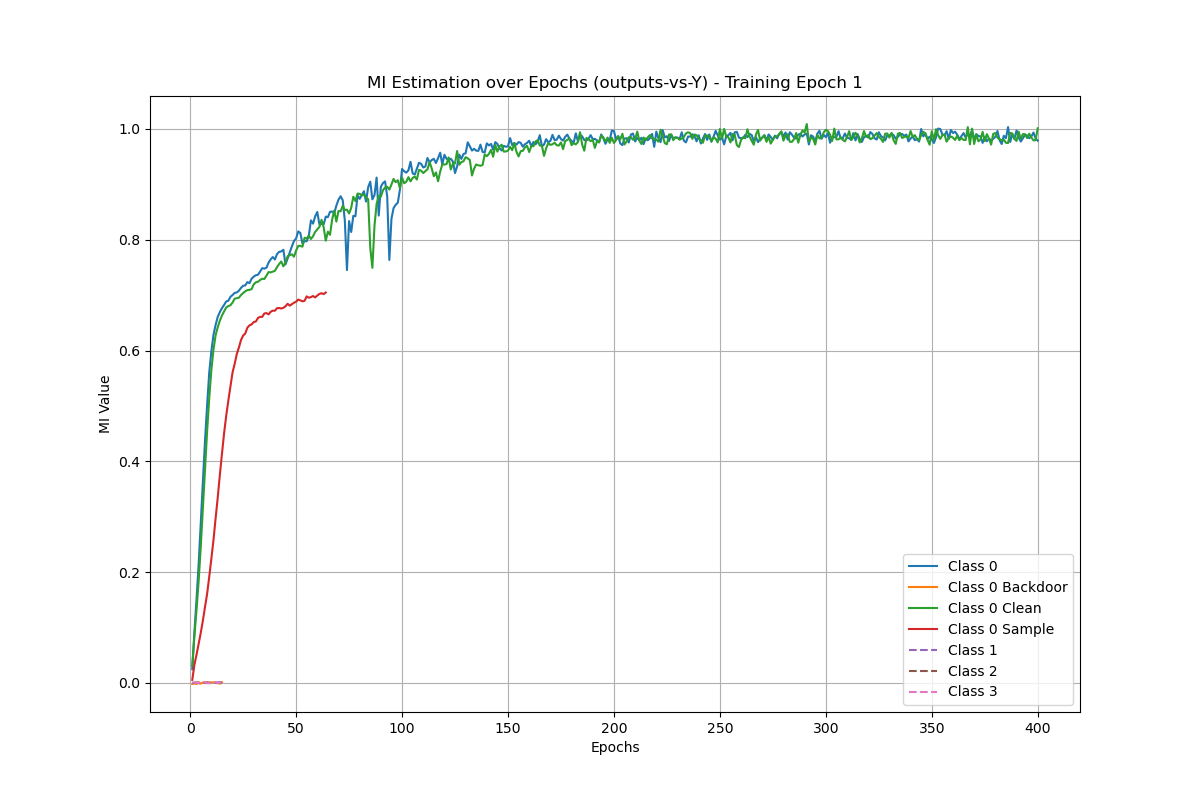 MI Estimation over Epochs (outputs-vs-Y) - Training Epoch 1
MI Value
1.0
0.8
0.6
0.4
0.2
0.0
0 50 100 150 200 250 300 350 400
Epochs
Class 0
Class 0 Backdoor
Class 0 Clean
Class 0 Sample
Class 1
Class 2
Class 3